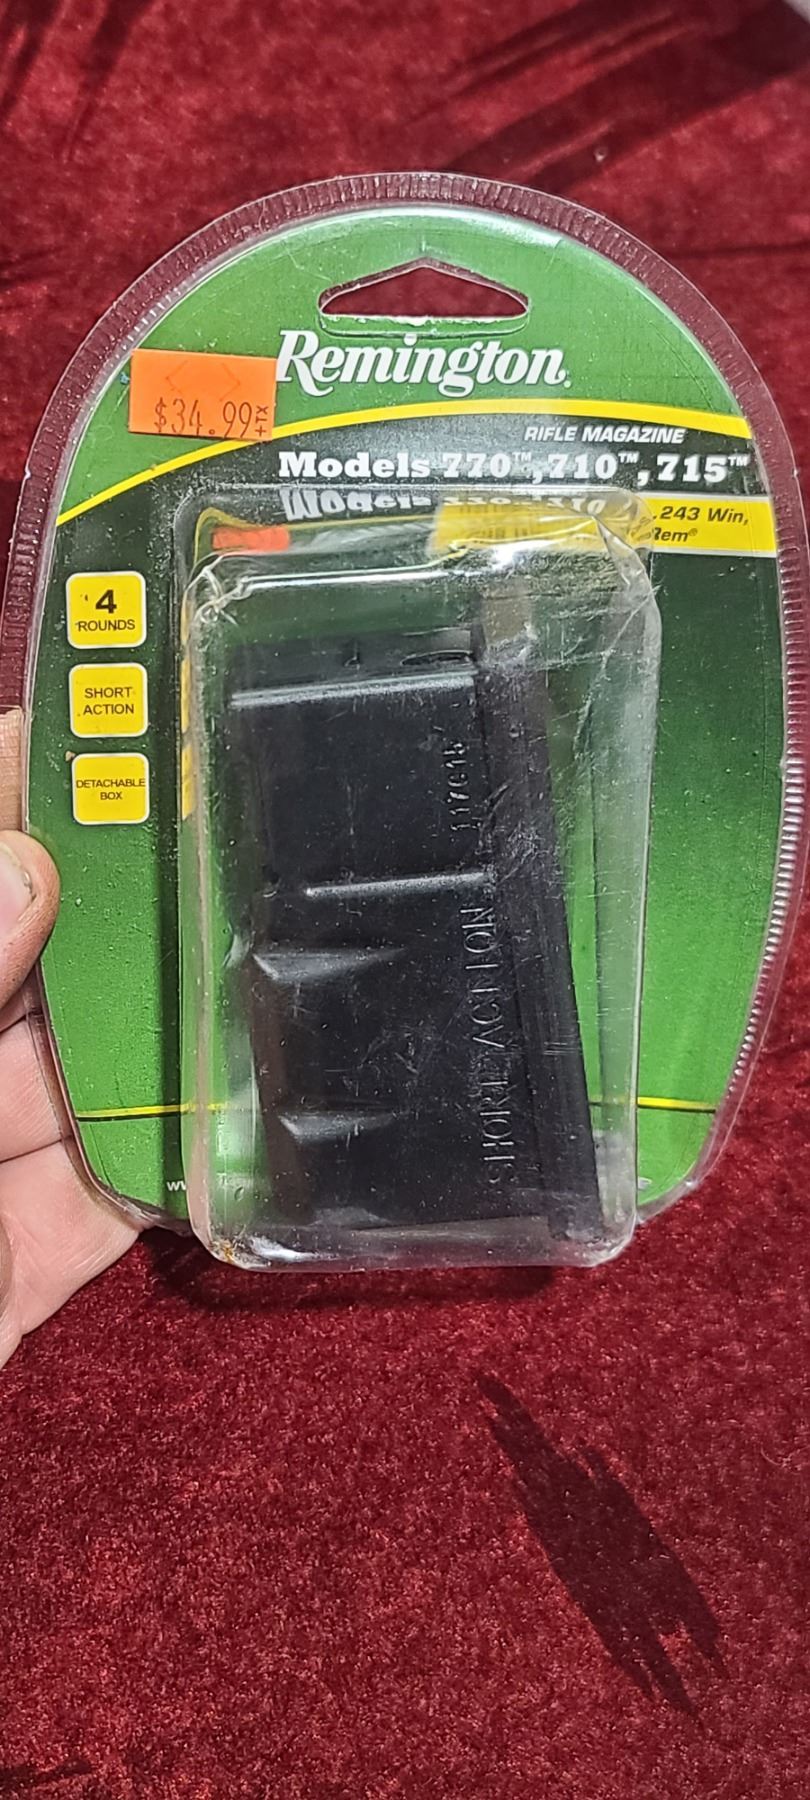 Remington®
$34.99+TX
RIFLE MAGAZINE
Models 770™, 710™, 715™
.243 Win,
Rem®
4
ROUNDS
SHORT
ACTION
DETACHABLE
BOX
SHORT ACTION